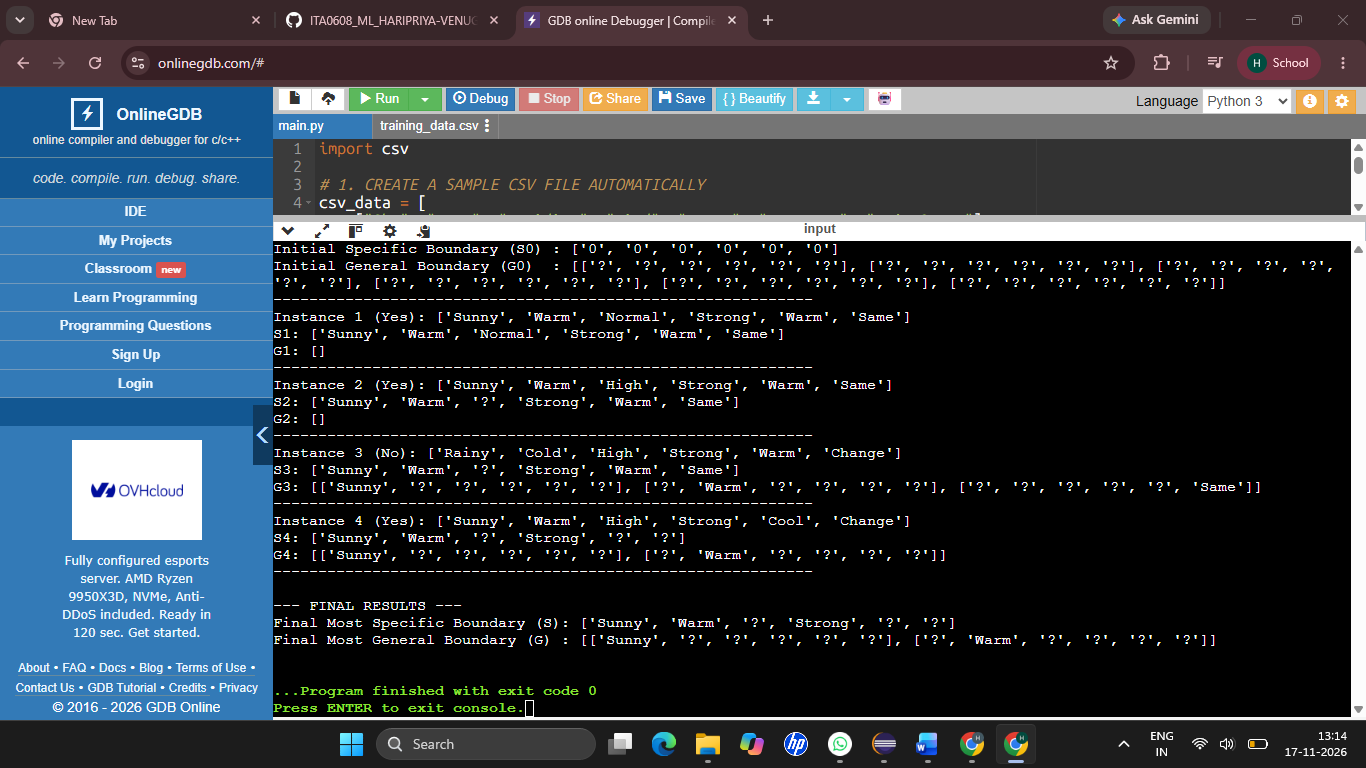 New Tab
ITA0608_ML_HARIPRIYA-VENUG
GDB online Debugger | Compile
Ask Gemini
onlinegdb.com/#
H School
OnlineGDB
online compiler and debugger for c/c++
code. compile. run. debug. share.
IDE
My Projects
Classroom new
Learn Programming
Programming Questions
Sign Up
Login
OVHcloud
Fully configured esports
server. AMD Ryzen
9950X3D, NVMe, Anti-
DDoS included. Ready in
120 sec. Get started.
About • FAQ • Docs • Blog • Terms of Use •
Contact Us • GDB Tutorial • Credits • Privacy
© 2016 - 2026 GDB Online
Run Debug Stop Share Save { } Beautify
Language Python 3
main.py training_data.csv
1 import csv
2
3 # 1. CREATE A SAMPLE CSV FILE AUTOMATICALLY
4 csv_data = [
input
Initial Specific Boundary (S0) : ['0', '0', '0', '0', '0', '0']
Initial General Boundary (G0)  : [['?', '?', '?', '?', '?', '?'], ['?', '?', '?', '?', '?', '?'], ['?', '?', '?', '?',
'?', '?'], ['?', '?', '?', '?', '?', '?'], ['?', '?', '?', '?', '?', '?'], ['?', '?', '?', '?', '?', '?']]
------------------------------------------------------------
Instance 1 (Yes): ['Sunny', 'Warm', 'Normal', 'Strong', 'Warm', 'Same']
S1: ['Sunny', 'Warm', 'Normal', 'Strong', 'Warm', 'Same']
G1: []
------------------------------------------------------------
Instance 2 (Yes): ['Sunny', 'Warm', 'High', 'Strong', 'Warm', 'Same']
S2: ['Sunny', 'Warm', '?', 'Strong', 'Warm', 'Same']
G2: []
------------------------------------------------------------
Instance 3 (No): ['Rainy', 'Cold', 'High', 'Strong', 'Warm', 'Change']
S3: ['Sunny', 'Warm', '?', 'Strong', 'Warm', 'Same']
G3: [['Sunny', '?', '?', '?', '?', '?'], ['?', 'Warm', '?', '?', '?', '?'], ['?', '?', '?', '?', '?', 'Same']]
------------------------------------------------------------
Instance 4 (Yes): ['Sunny', 'Warm', 'High', 'Strong', 'Cool', 'Change']
S4: ['Sunny', 'Warm', '?', 'Strong', '?', '?']
G4: [['Sunny', '?', '?', '?', '?', '?'], ['?', 'Warm', '?', '?', '?', '?']]
------------------------------------------------------------
--- FINAL RESULTS ---
Final Most Specific Boundary (S): ['Sunny', 'Warm', '?', 'Strong', '?', '?']
Final Most General Boundary (G) : [['Sunny', '?', '?', '?', '?', '?'], ['?', 'Warm', '?', '?', '?', '?']]
...Program finished with exit code 0
Press ENTER to exit console.
Search
ENG
IN
13:14
17-11-2026